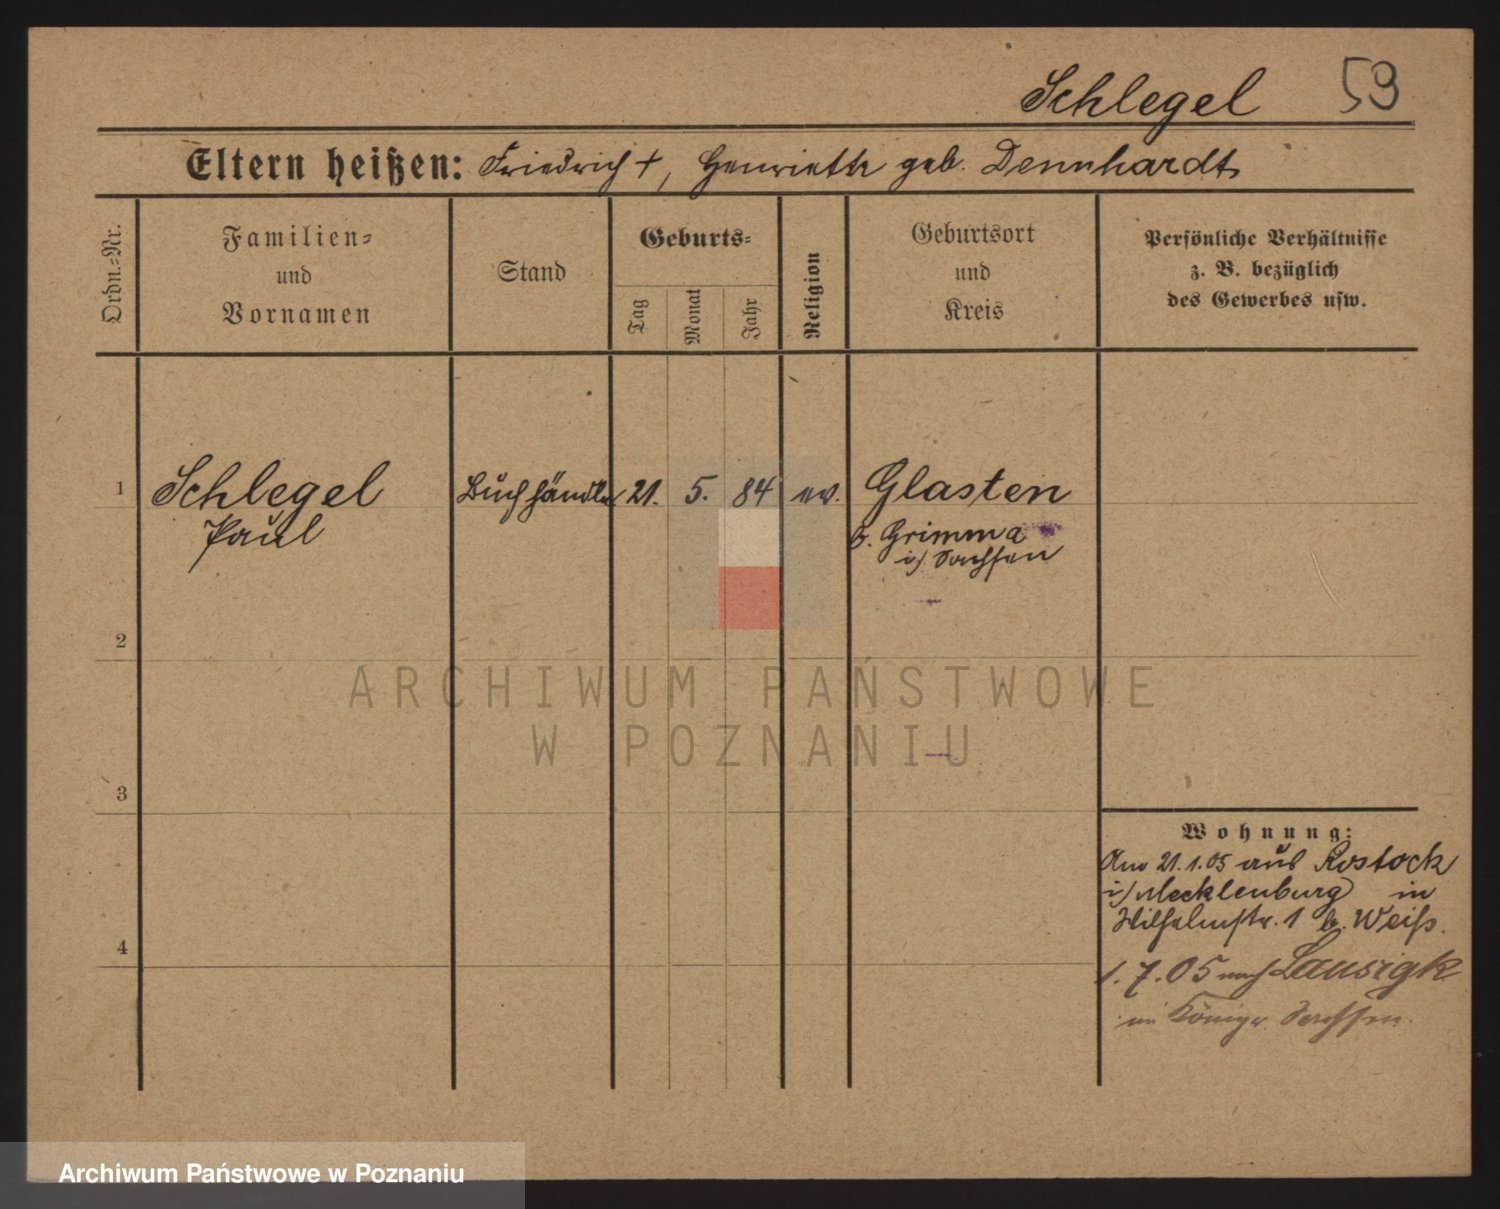 Schlegel 59
Eltern heißen: Friedrich +, Henriette geb. Dennhardt
Ordn.-Nr.
Familien-
und
Vornamen
Stand
Geburts-
Tag
Monat
Jahr
Religion
Geburtsort
und
Kreis
Persönliche Verhältnisse
z. B. bezüglich
des Gewerbes usw.
1 Schlegel Buchhändler 21. 5. 84 ev. Glasten
Paul b. Grimma
i/ Sachsen
2
3
4
Wohnung:
21.1.05 aus Rostock
i/ Mecklenburg in
Wilhelmstr. 1 b. Weiß.
1.7.05 nach Lausigk
im Königr. Sachsen.
ARCHIWUM PAŃSTWOWE
W POZNANIU
Archiwum Państwowe w Poznaniu